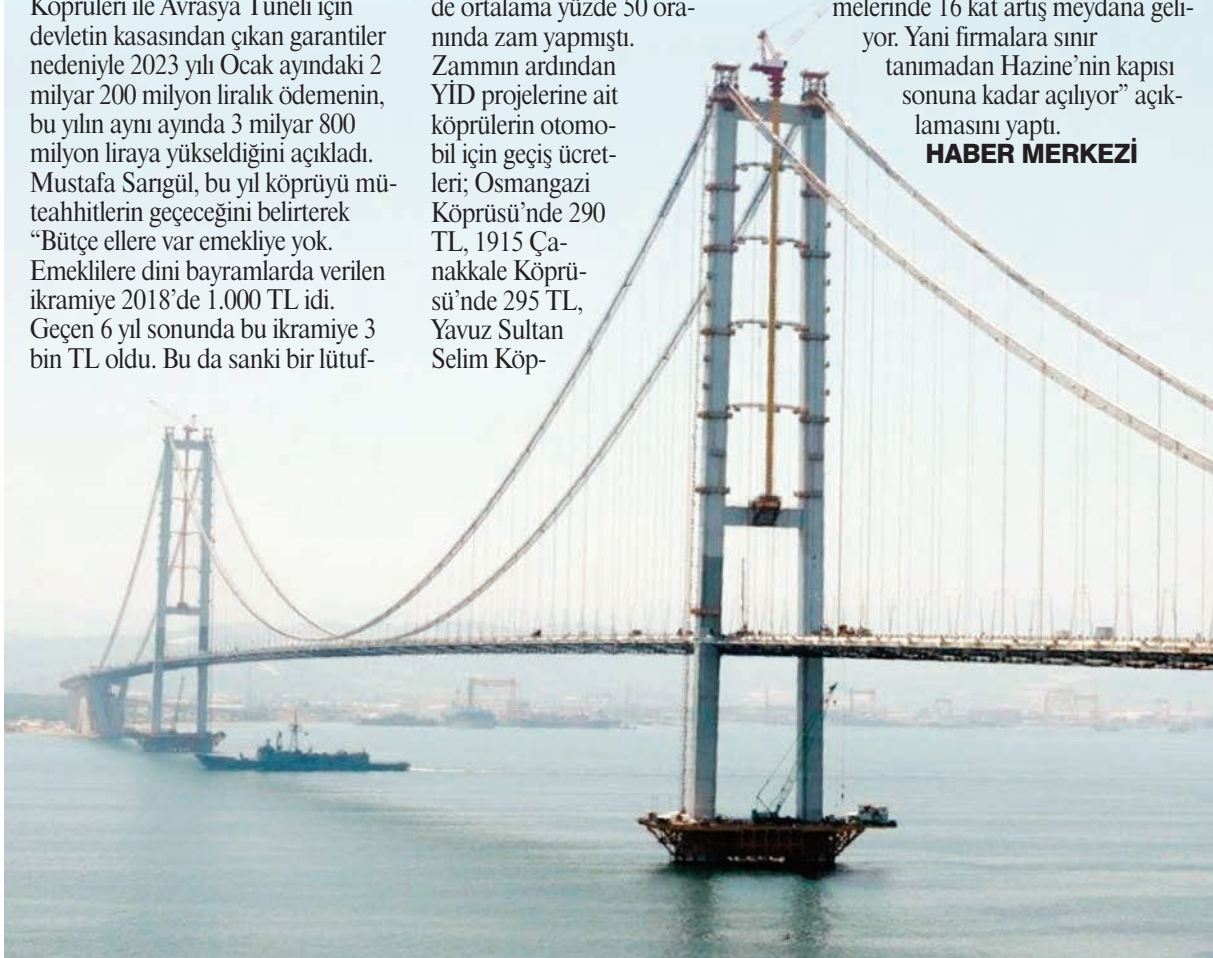 Köprüleri ile Avrasya Tüneli için
devletin kasasından çıkan garantiler
nedeniyle 2023 yılı Ocak ayındaki 2
milyar 200 milyon liralık ödemenin,
bu yılın aynı ayında 3 milyar 800
milyon liraya yükseldiğini açıkladı.
Mustafa Sarıgül, bu yıl köprüyü mü-
teahhitlerin geçeceğini belirterek
“Bütçe ellere var emekliye yok.
Emeklilere dini bayramlarda verilen
ikramiye 2018’de 1.000 TL idi.
Geçen 6 yıl sonunda bu ikramiye 3
bin TL oldu. Bu da sanki bir lütuf-
de ortalama yüzde 50 ora-
nında zam yapmıştı.
Zammın ardından
YİD projelerine ait
köprülerin otomo-
bil için geçiş ücret-
leri; Osmangazi
Köprüsü’nde 290
TL, 1915 Ça-
nakkale Köprü-
sü’nde 295 TL,
Yavuz Sultan
Selim Köp-
melerinde 16 kat artış meydana geli-
yor. Yani firmalara sınır
tanımadan Hazine’nin kapısı
sonuna kadar açılıyor” açık-
lamasını yaptı.
HABER MERKEZİ